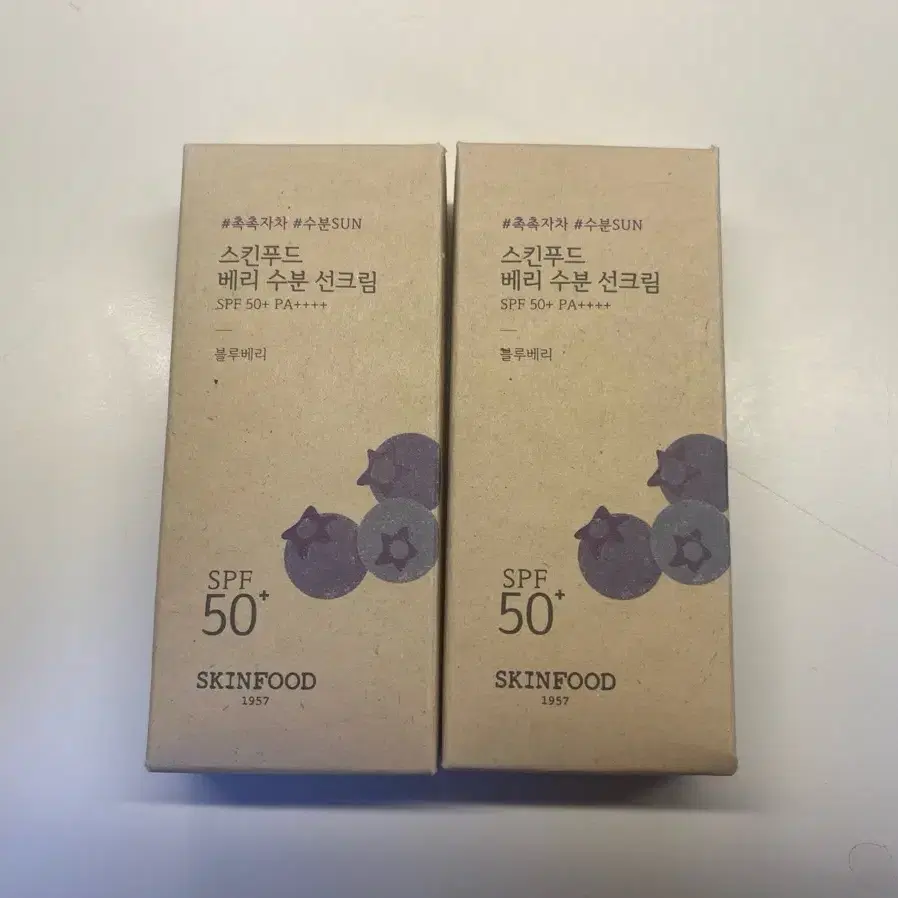 #촉촉자차 #수분SUN
스킨푸드
베리 수분 선크림
SPF 50+ PA++++
블루베리
SPF
50+
SKINFOOD
1957
#촉촉자차 #수분SUN
스킨푸드
베리 수분 선크림
SPF 50+ PA++++
블루베리
SPF
50+
SKINFOOD
1957